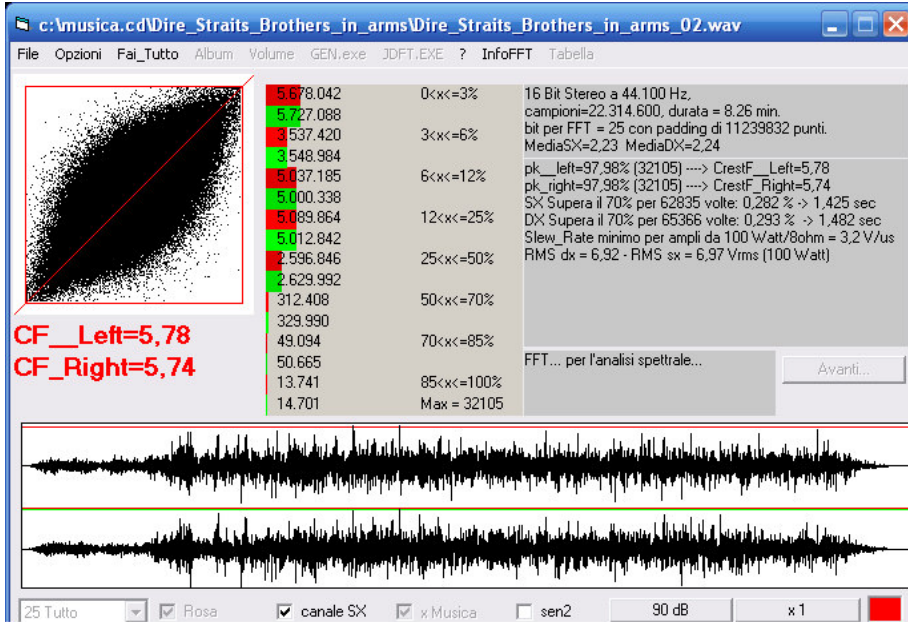 c:\musica.cd\Dire_Straits_Brothers_in_arms\Dire_Straits_Brothers_in_arms_02.wav
File Opzioni Fai_Tutto Album Volume GEN.exe JDFT.EXE ? InfoFFT Tabella
5.678.042 0<x<=3%
5.727.088
3.537.420 3<x<=6%
3.548.984
5.037.185 6<x<=12%
5.000.338
5.089.864 12<x<=25%
5.012.842
2.596.846 25<x<=50%
2.629.992
312.408 50<x<=70%
329.990
49.094 70<x<=85%
50.665
13.741 85<x<=100%
14.701 Max = 32105
16 Bit Stereo a 44.100 Hz,
campioni=22.314.600, durata = 8.26 min.
bit per FFT = 25 con padding di 11239832 punti.
MediaSX=2,23 MediaDX=2,24
pk__left=97,98% (32105) ----> CrestF__Left=5,78
pk_right=97,98% (32105) ----> CrestF_Right=5,74
SX Supera il 70% per 62835 volte: 0,282 % -> 1,425 sec
DX Supera il 70% per 65366 volte: 0,293 % -> 1,482 sec
Slew_Rate minimo per ampli da 100 Watt/8ohm = 3,2 V/us
RMS dx = 6,92 - RMS sx = 6,97 Vrms (100 Watt)
CF__Left=5,78
CF_Right=5,74
FFT... per l'analisi spettrale...
Avanti...
25 Tutto Rosa canale SX x Musica sen2 90 dB x 1